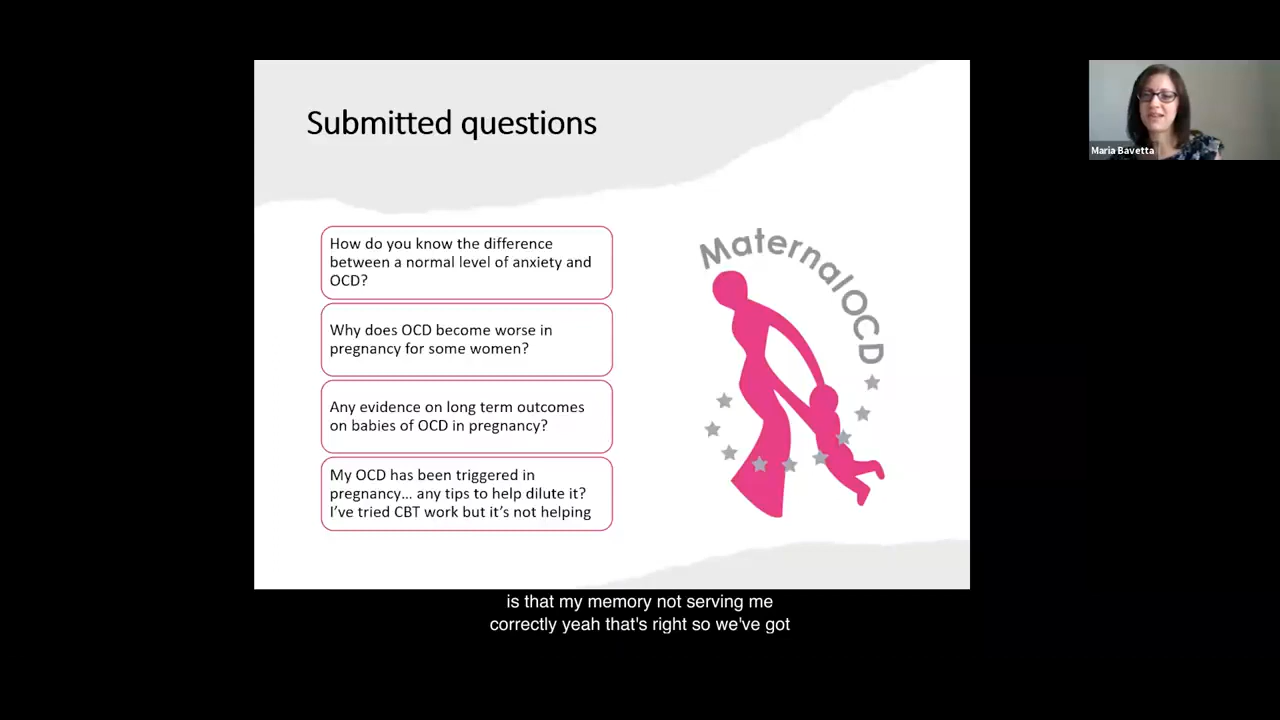 Submitted questions
How do you know the difference
between a normal level of anxiety and
OCD?
Why does OCD become worse in
pregnancy for some women?
Any evidence on long term outcomes
on babies of OCD in pregnancy?
My OCD has been triggered in
pregnancy… any tips to help dilute it?
I've tried CBT work but it's not helping
MaternalOCD
Maria Bavetta
is that my memory not serving me
correctly yeah that's right so we've got